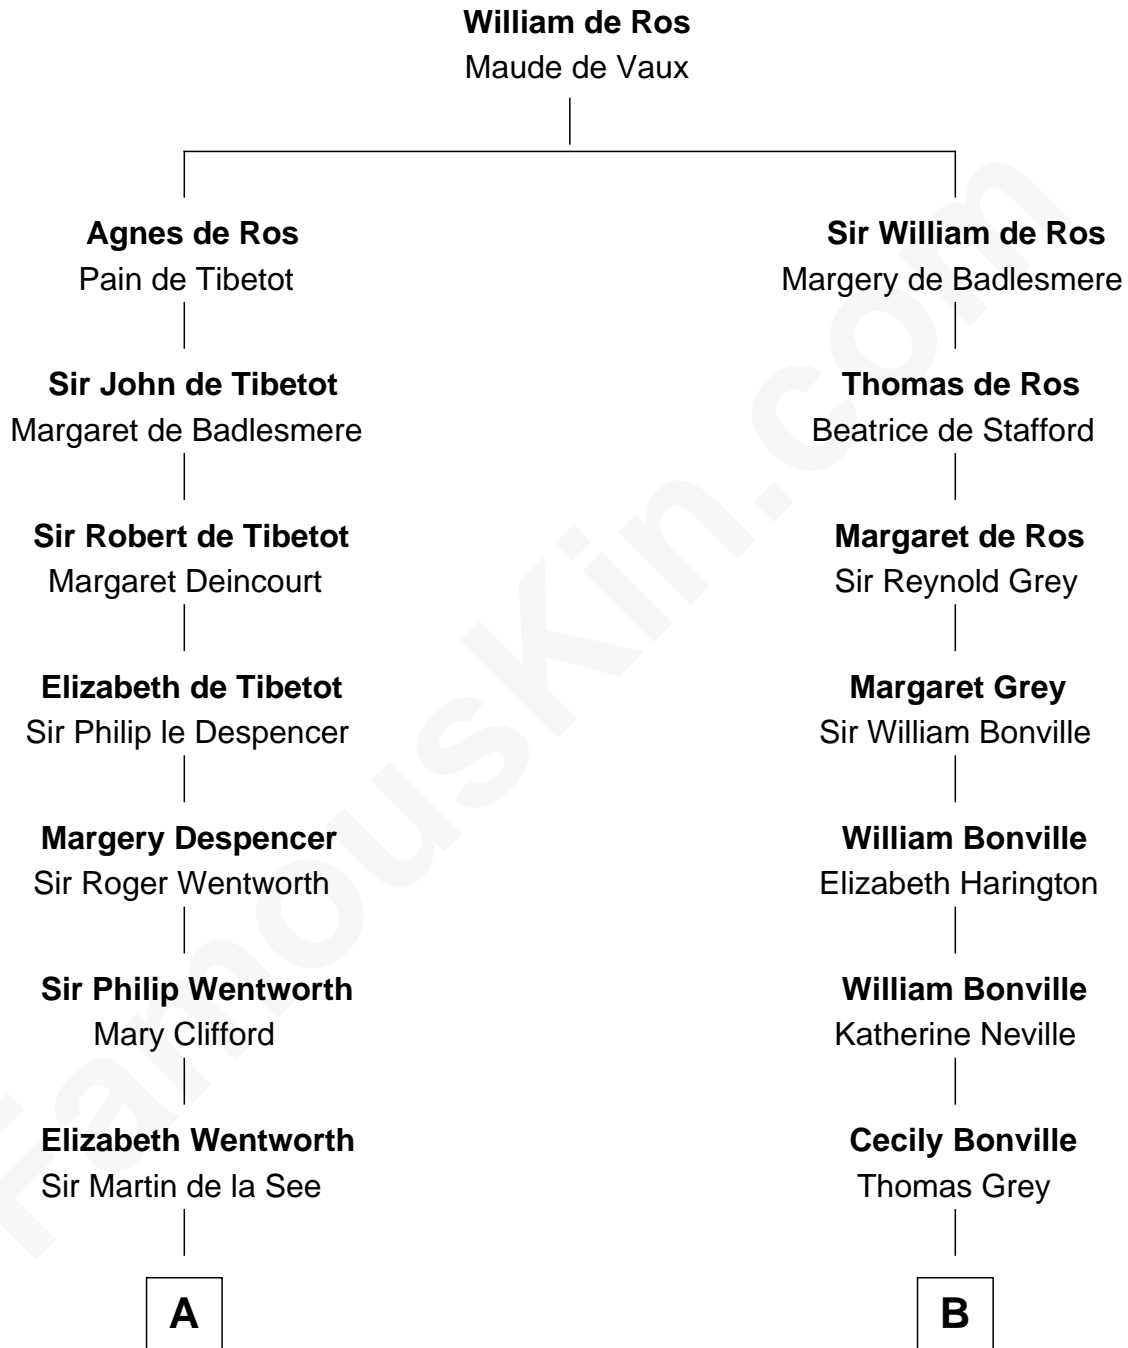 William de Ros
Maude de Vaux
Agnes de Ros
Pain de Tibetot
Sir William de Ros
Margery de Badlesmere
Sir John de Tibetot
Margaret de Badlesmere
Thomas de Ros
Beatrice de Stafford
Sir Robert de Tibetot
Margaret Deincourt
Margaret de Ros
Sir Reynold Grey
Elizabeth de Tibetot
Sir Philip le Despencer
Margaret Grey
Sir William Bonville
Margery Despencer
Sir Roger Wentworth
William Bonville
Elizabeth Harington
Sir Philip Wentworth
Mary Clifford
William Bonville
Katherine Neville
Elizabeth Wentworth
Sir Martin de la See
Cecily Bonville
Thomas Grey
A
B
FamousKin.com